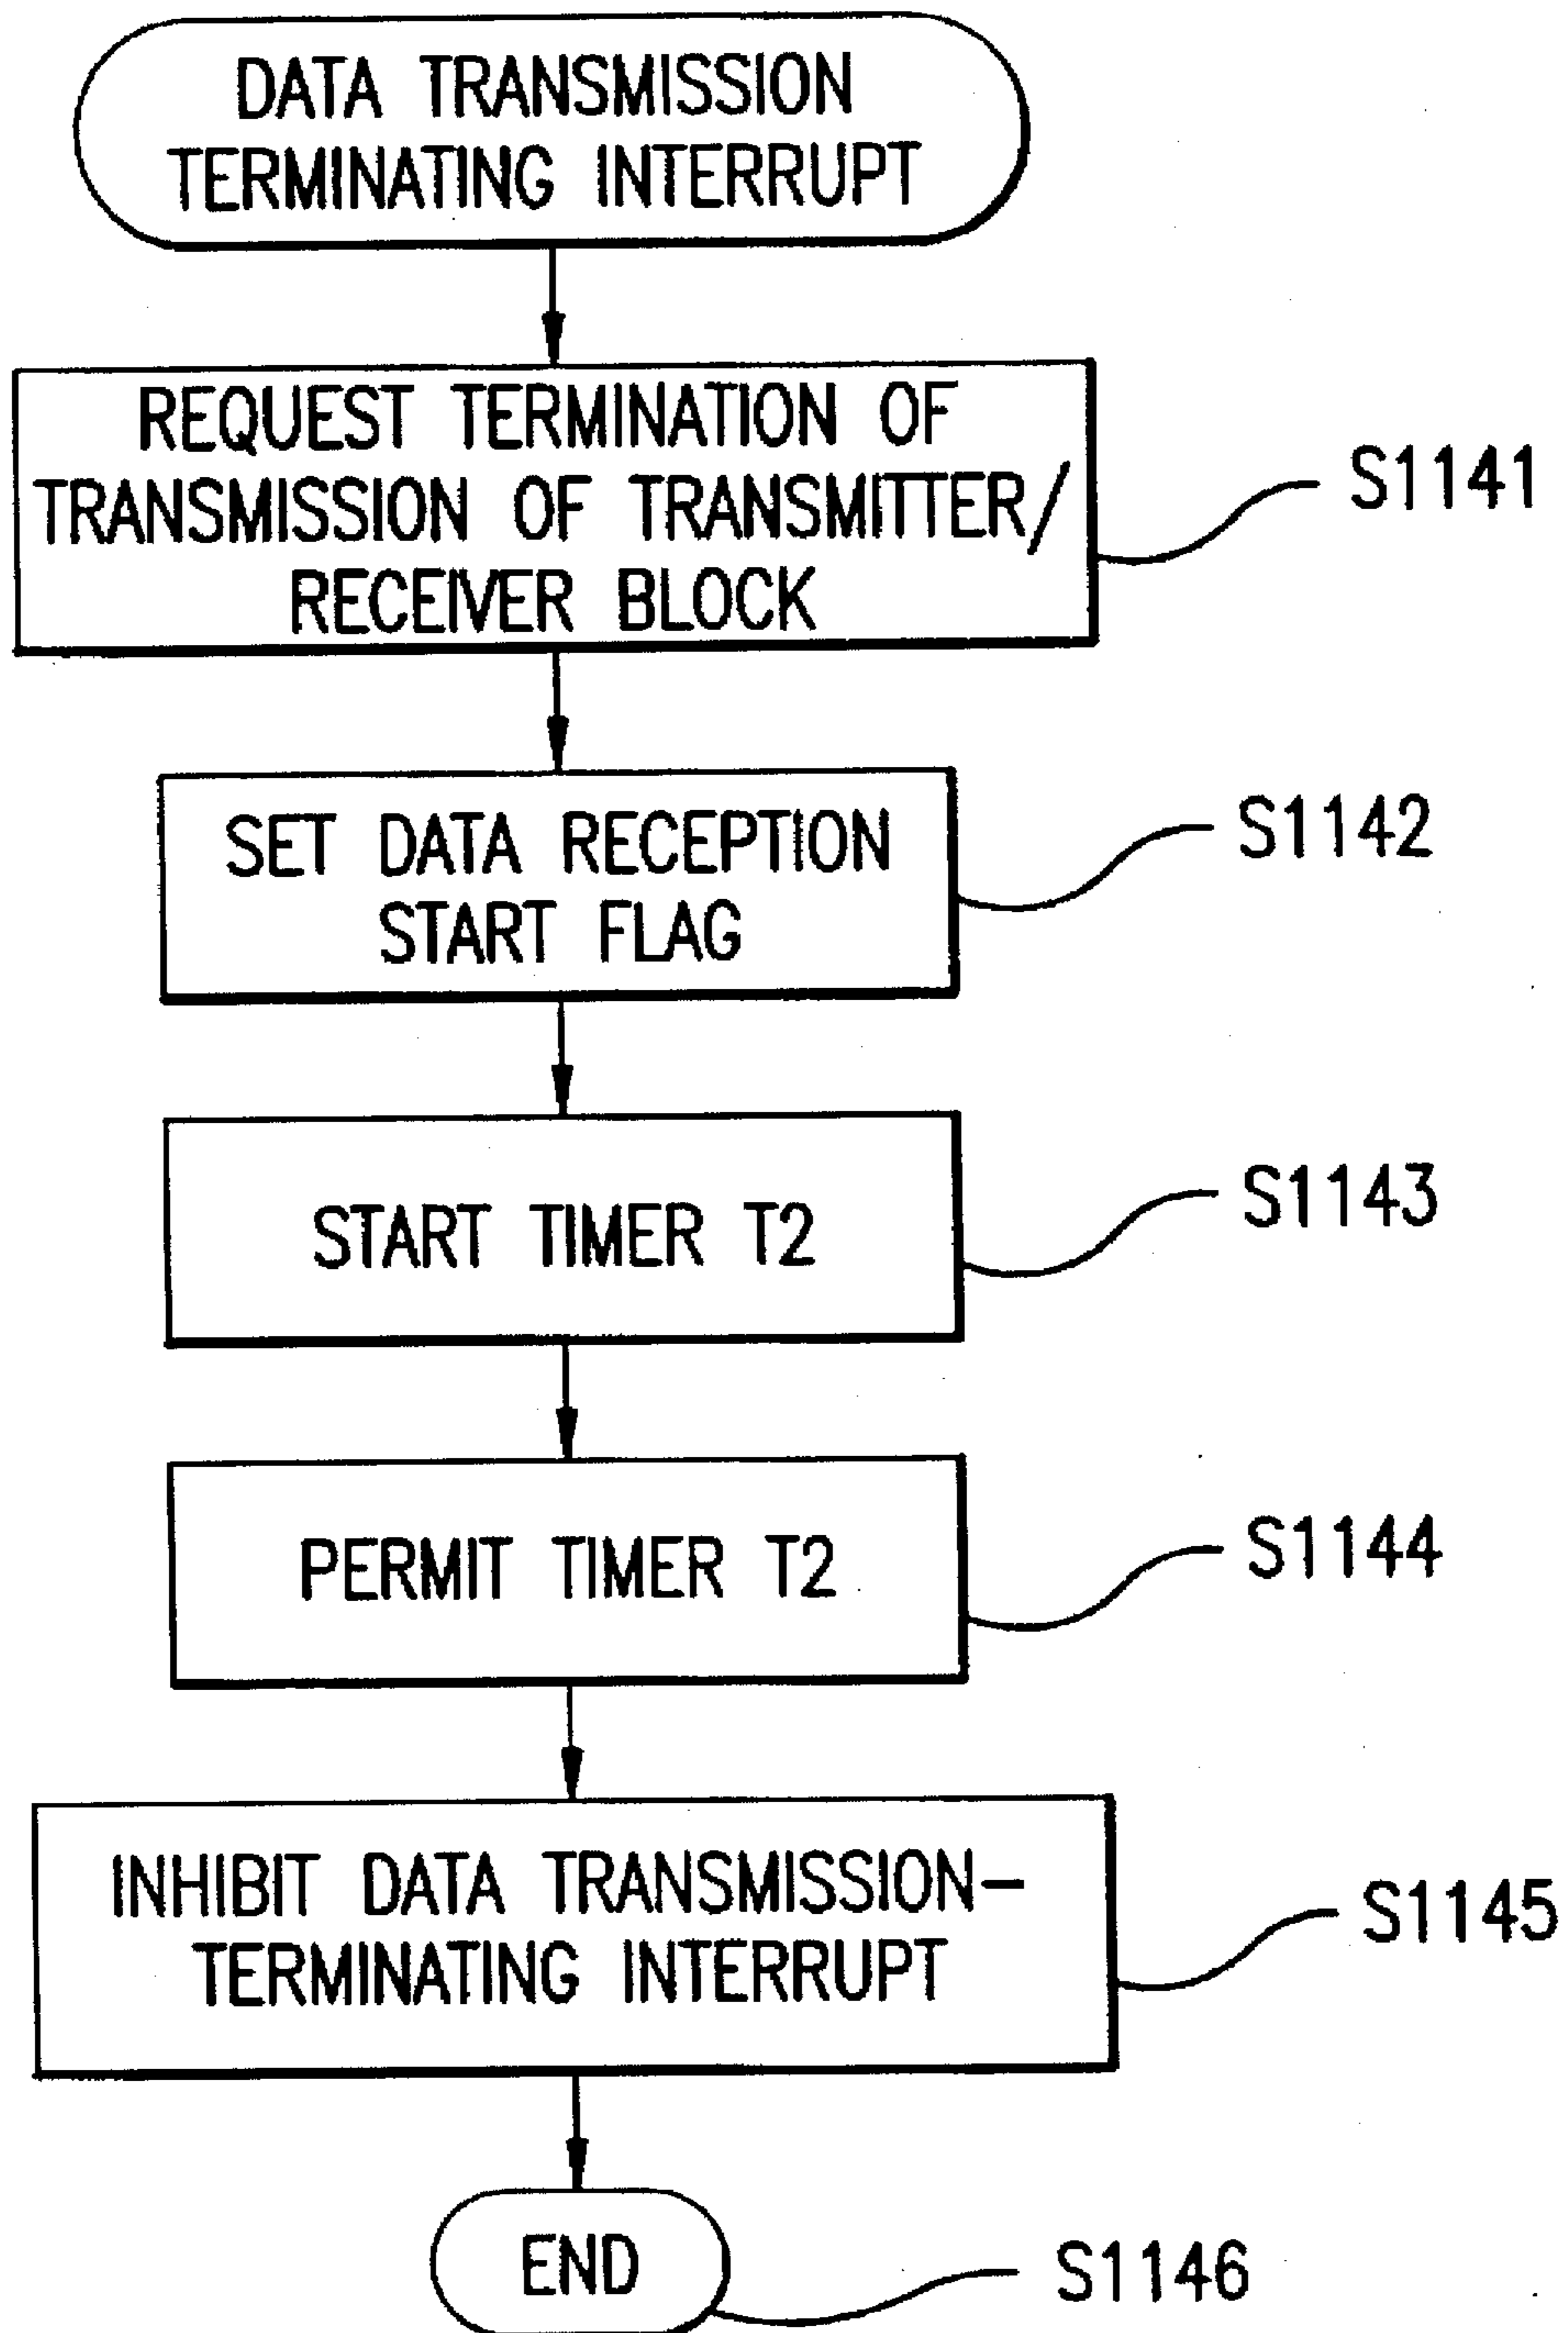 DATA TRANSMISSION
TERMINATING INTERRUPT
REQUEST TERMINATION OF
TRANSMISSION OF TRANSMITTER/
RECEIVER BLOCK
S1141
SET DATA RECEPTION
START FLAG
S1142
START TIMER T2
S1143
PERMIT TIMER T2
S1144
INHIBIT DATA TRANSMISSION-
TERMINATING INTERRUPT
S1145
END
S1146